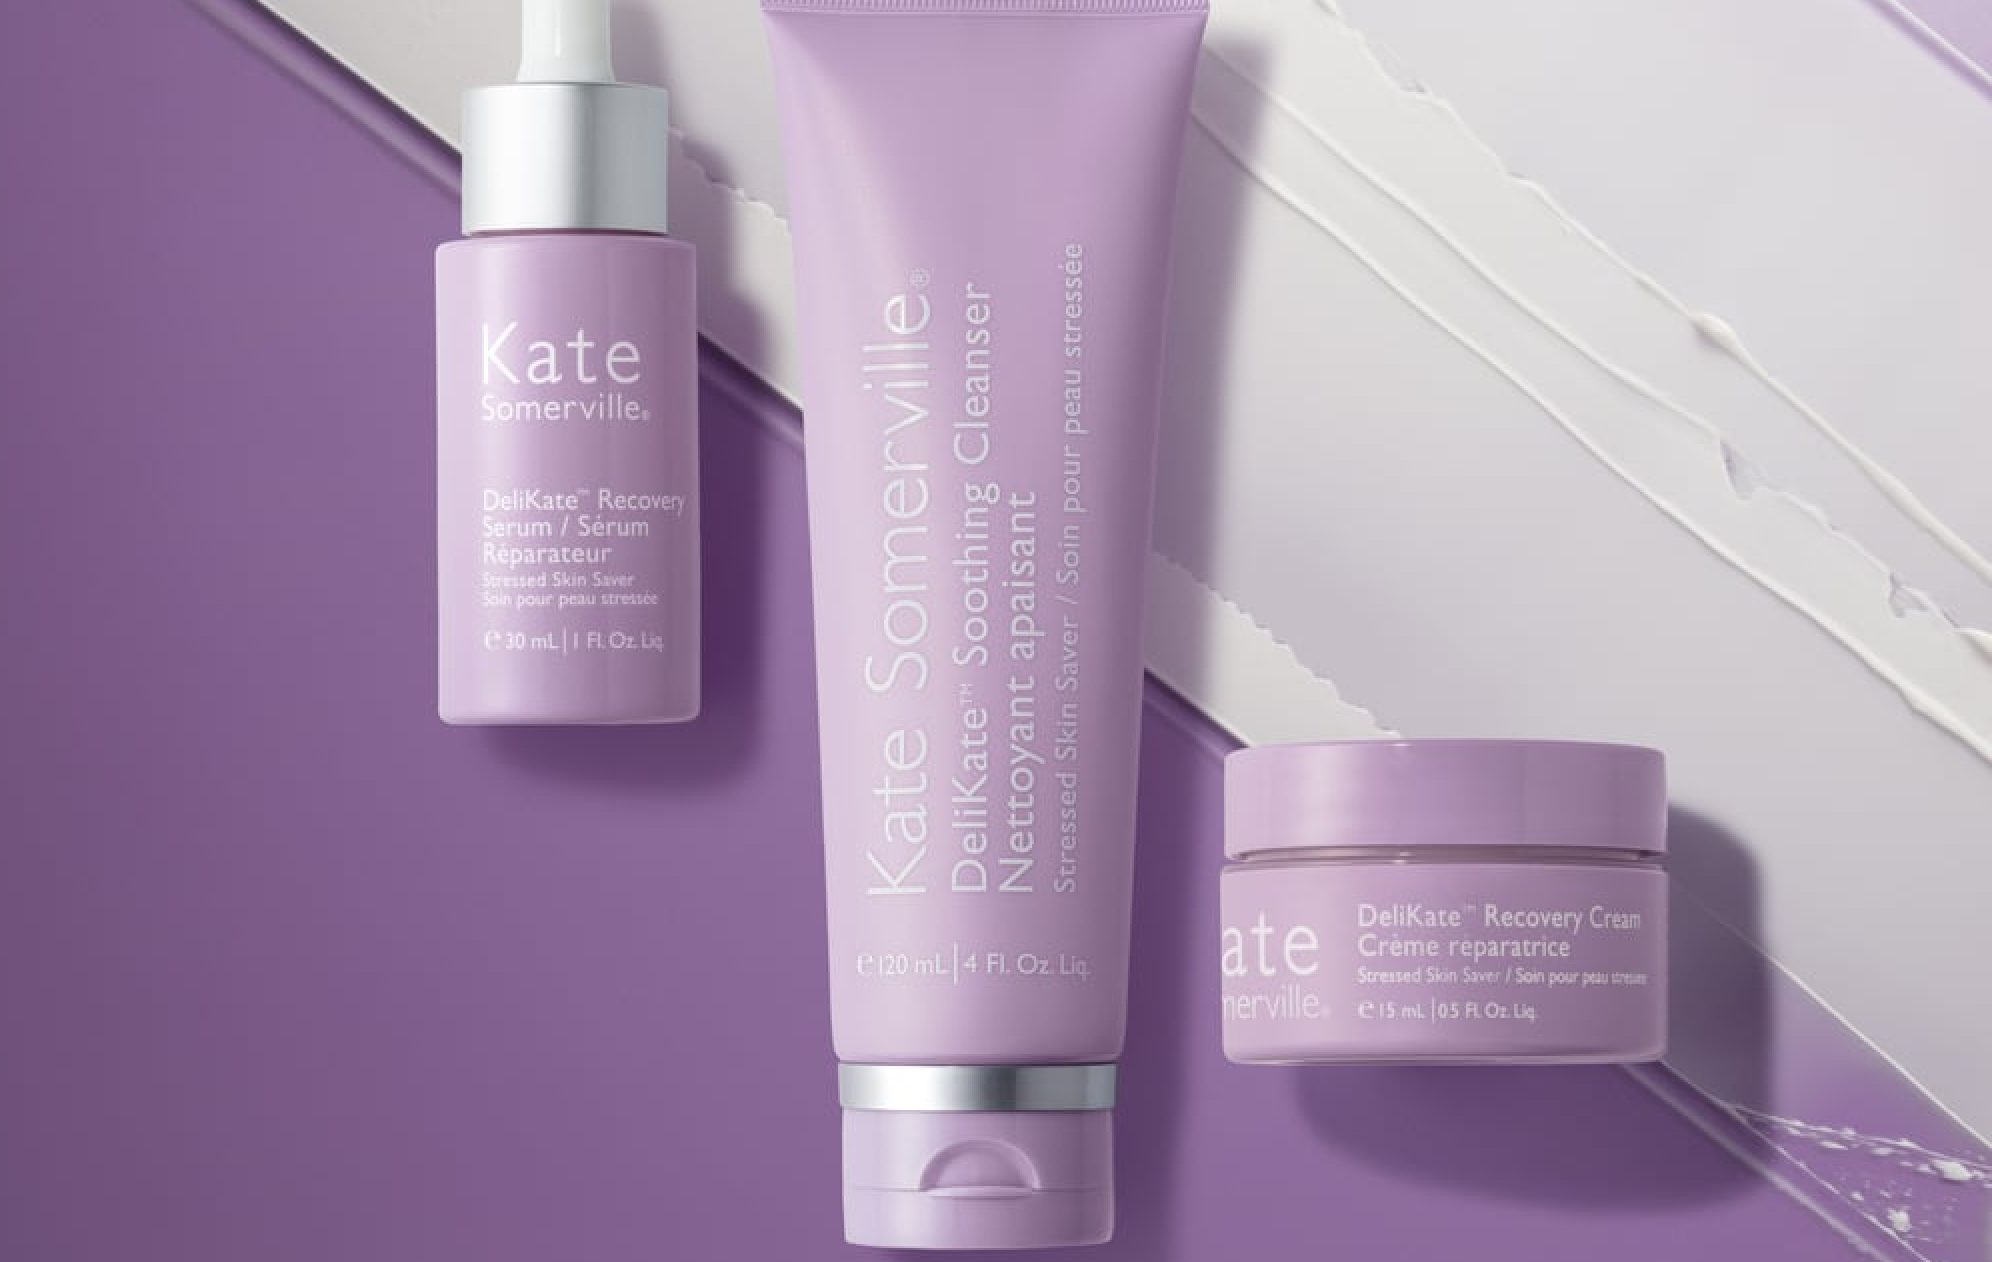 Kate
Somerville®
DeliKate™ Recovery
Serum / Sérum
Réparateur
Stressed Skin Saver
Soin pour peau stressée
℮ 30 mL | 1 Fl. Oz. Liq.
Kate Somerville®
DeliKate™ Soothing Cleanser
Nettoyant apaisant
Stressed Skin Saver / Soin pour peau stressée
℮ 120 mL | 4 Fl. Oz. Liq.
ate
merville®
DeliKate™ Recovery Cream
Crème réparatrice
Stressed Skin Saver / Soin pour peau stressée
℮ 15 mL | 0.5 Fl. Oz. Liq.